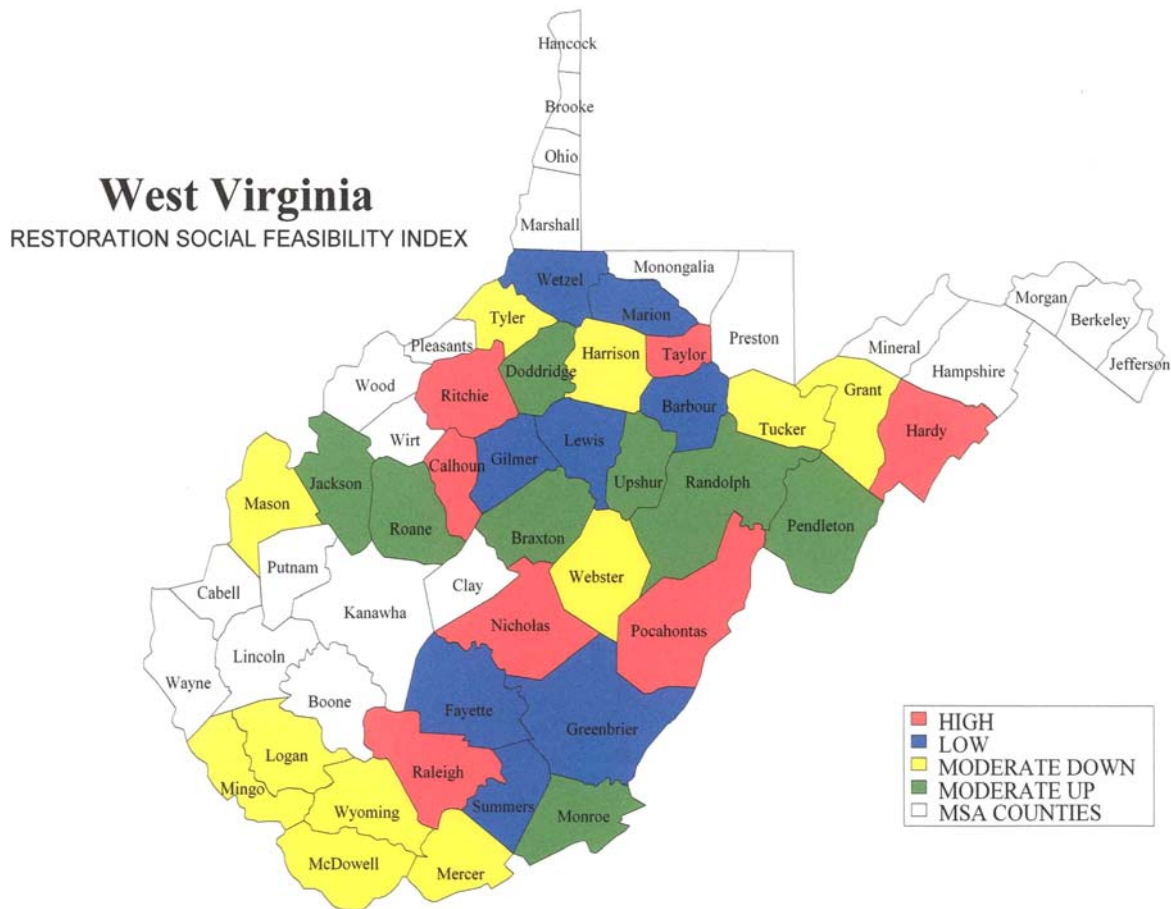 Hancock
Brooke
Ohio
West Virginia
RESTORATION SOCIAL FEASIBILITY INDEX
Marshall
Wetzel
Monongalia
Marion
Tyler
Pleasants
Doddridge
Harrison
Taylor
Preston
Morgan
Berkeley
Jefferson
Mineral
Hampshire
Wood
Ritchie
Barbour
Grant
Tucker
Hardy
Wirt
Calhoun
Gilmer
Lewis
Upshur
Randolph
Pendleton
Mason
Jackson
Roane
Braxton
Webster
Putnam
Cabell
Clay
Kanawha
Nicholas
Pocahontas
Lincoln
Wayne
Boone
Fayette
Greenbrier
Logan
Raleigh
Mingo
Wyoming
Summers
Monroe
McDowell
Mercer
HIGH
LOW
MODERATE DOWN
MODERATE UP
MSA COUNTIES